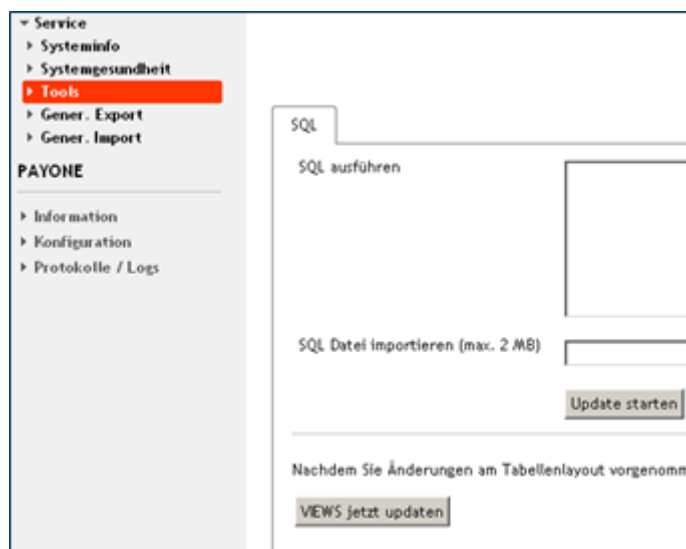 Service
Systeminfo
Systemgesundheit
Tools
Gener. Export
Gener. Import
PAYONE
Information
Konfiguration
Protokolle / Logs
SQL
SQL ausführen
SQL Datei importieren (max. 2 MB)
Update starten
Nachdem Sie Änderungen am Tabellenlayout vorgenomm
VIEWS jetzt updaten